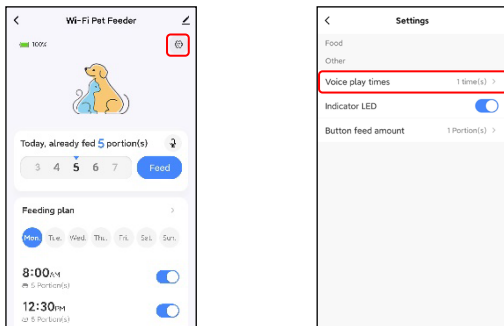 Wi-Fi Pet Feeder
100%
Today, already fed 5 portion(s)
3 4 5 6 7
Feed
Feeding plan
Mon. Tue. Wed. Thu. Fri. Sat. Sun.
8:00AM
5 Portion(s)
12:30PM
5 Portion(s)
Settings
Food
Other
Voice play times 1 time(s)
Indicator LED
Button feed amount 1 Portion(s)